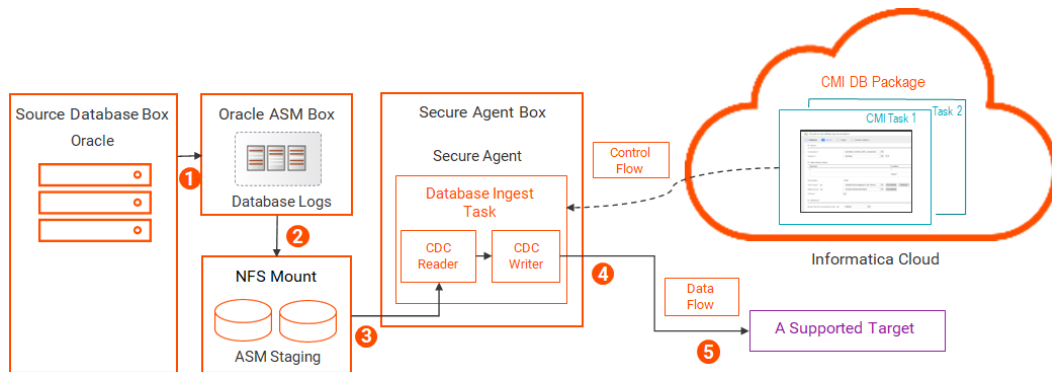 CMI DB Package
CMI Task 1
Task 2
Informatica Cloud
Source Database Box
Oracle
1
Oracle ASM Box
Database Logs
2
NFS Mount
ASM Staging
3
Secure Agent Box
Secure Agent
Database Ingest
Task
CDC
Reader
CDC
Writer
4
Control
Flow
Data
Flow
5
A Supported Target